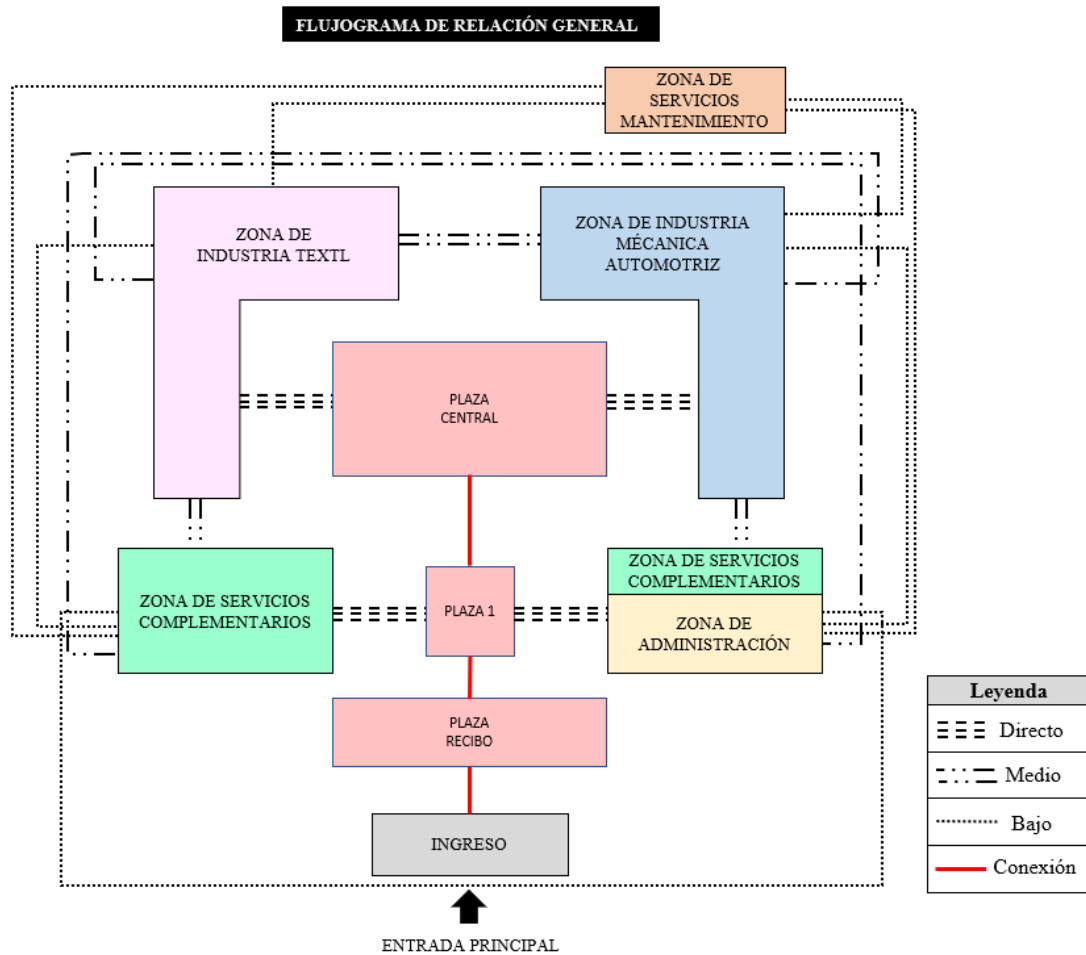 FLUJOGRAMA DE RELACIÓN GENERAL
ZONA DE
SERVICIOS
MANTENIMIENTO
ZONA DE
INDUSTRIA TEXTL
ZONA DE INDUSTRIA
MÉCANICA
AUTOMOTRIZ
PLAZA
CENTRAL
ZONA DE SERVICIOS
COMPLEMENTARIOS
PLAZA 1
ZONA DE SERVICIOS
COMPLEMENTARIOS
ZONA DE
ADMINISTRACIÓN
PLAZA
RECIBO
INGRESO
ENTRADA PRINCIPAL
Leyenda
Directo
Medio
Bajo
Conexión